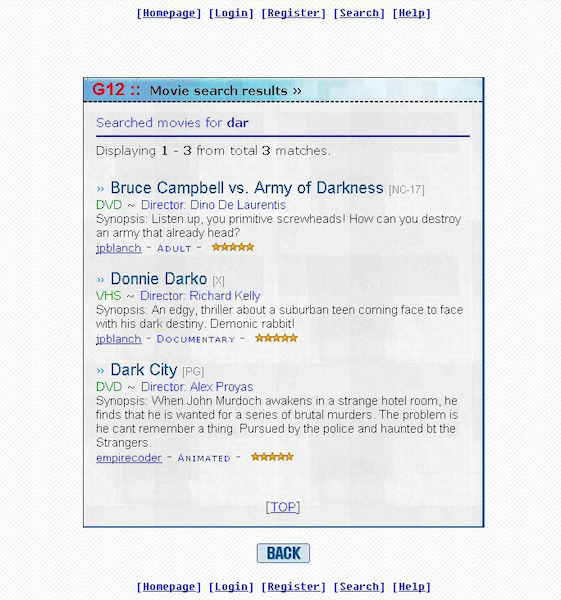 [Homepage] [Login] [Register] [Search] [Help]
G12 :: Movie search results »
Searched movies for dar
Displaying 1 - 3 from total 3 matches.
» Bruce Campbell vs. Army of Darkness [NC-17]
DVD ~ Director: Dino De Laurentis
Synopsis: Listen up, you primitive screwheads! How can you destroy
an army that already head?
jpblanch - ADULT -
» Donnie Darko [X]
VHS ~ Director: Richard Kelly
Synopsis: An edgy, thriller about a suburban teen coming face to face
with his dark destiny. Demonic rabbit!
jpblanch - DOCUMENTARY -
» Dark City [PG]
DVD ~ Director: Alex Proyas
Synopsis: When John Murdoch awakens in a strange hotel room, he
finds that he is wanted for a series of brutal murders. The problem is
he cant remember a thing. Pursued by the police and haunted bt the
Strangers.
empirecoder - ANIMATED -
[TOP]
BACK
[Homepage] [Login] [Register] [Search] [Help]